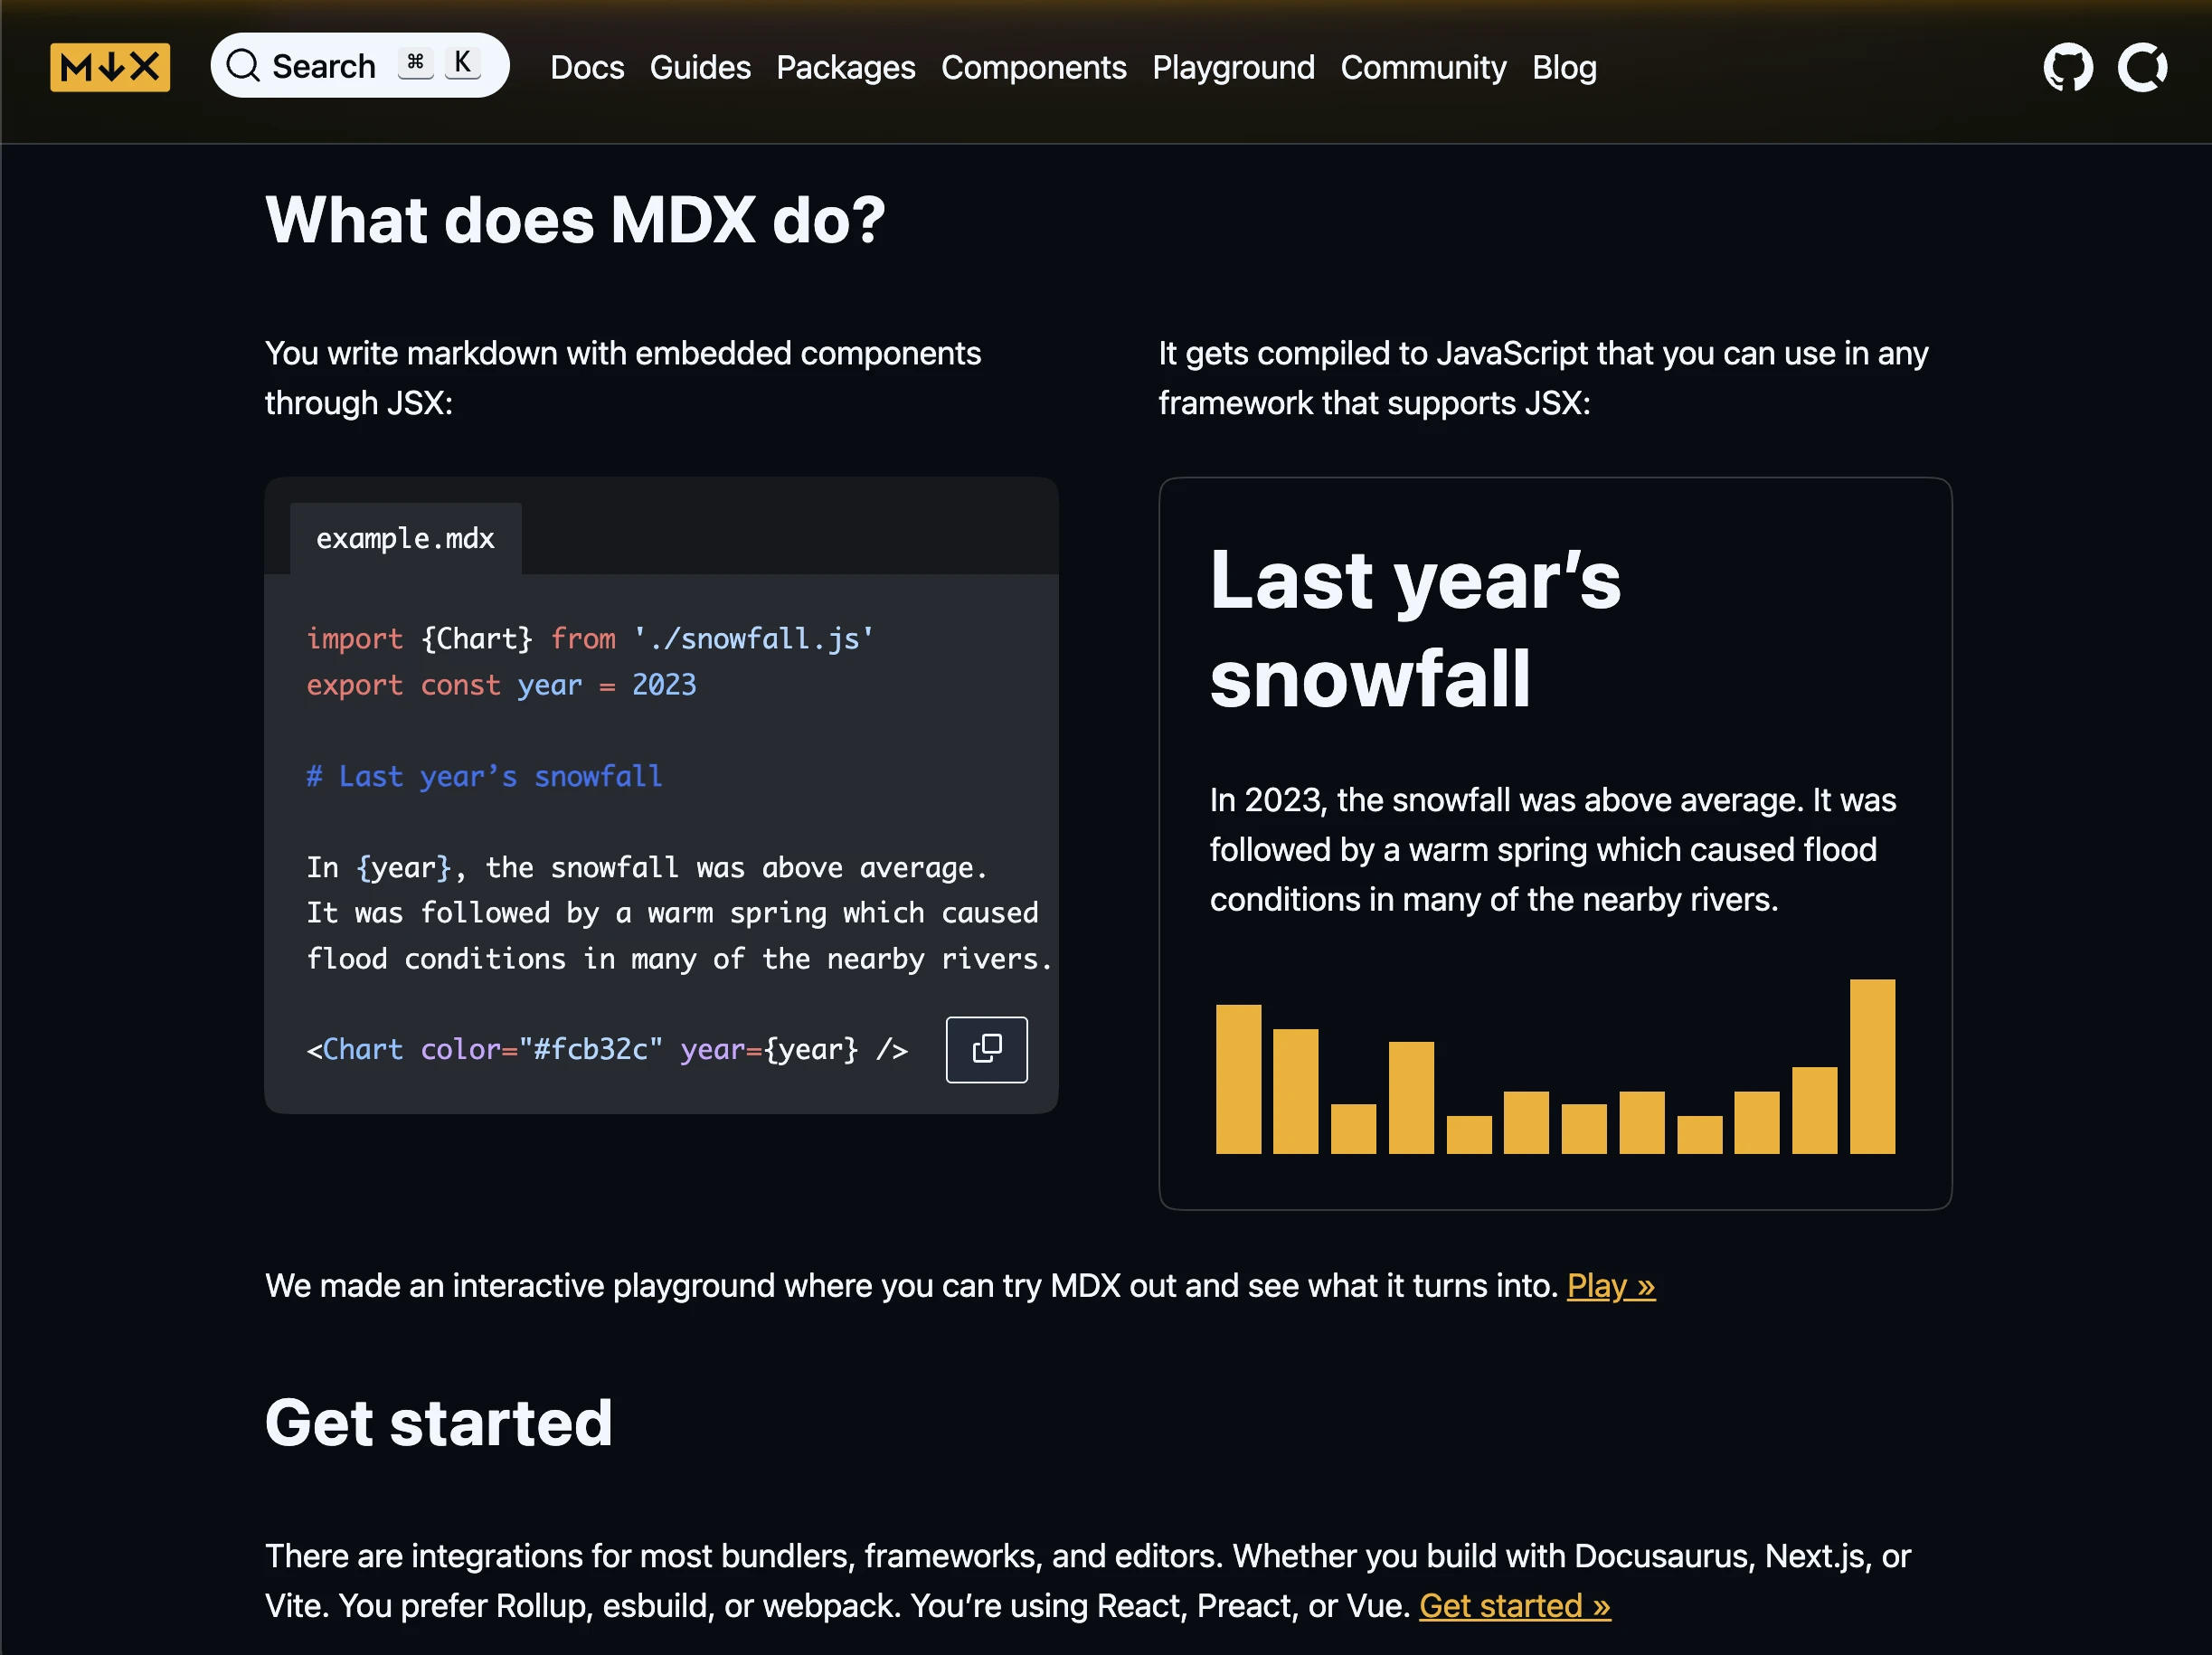 M↓X
Search ⌘ K
Docs Guides Packages Components Playground Community Blog
What does MDX do?
You write markdown with embedded components
through JSX:
example.mdx
import {Chart} from './snowfall.js'
export const year = 2023
# Last year’s snowfall
In {year}, the snowfall was above average.
It was followed by a warm spring which caused
flood conditions in many of the nearby rivers.
<Chart color="#fcb32c" year={year} />
It gets compiled to JavaScript that you can use in any
framework that supports JSX:
Last year’s
snowfall
In 2023, the snowfall was above average. It was
followed by a warm spring which caused flood
conditions in many of the nearby rivers.
We made an interactive playground where you can try MDX out and see what it turns into. Play »
Get started
There are integrations for most bundlers, frameworks, and editors. Whether you build with Docusaurus, Next.js, or
Vite. You prefer Rollup, esbuild, or webpack. You’re using React, Preact, or Vue. Get started »